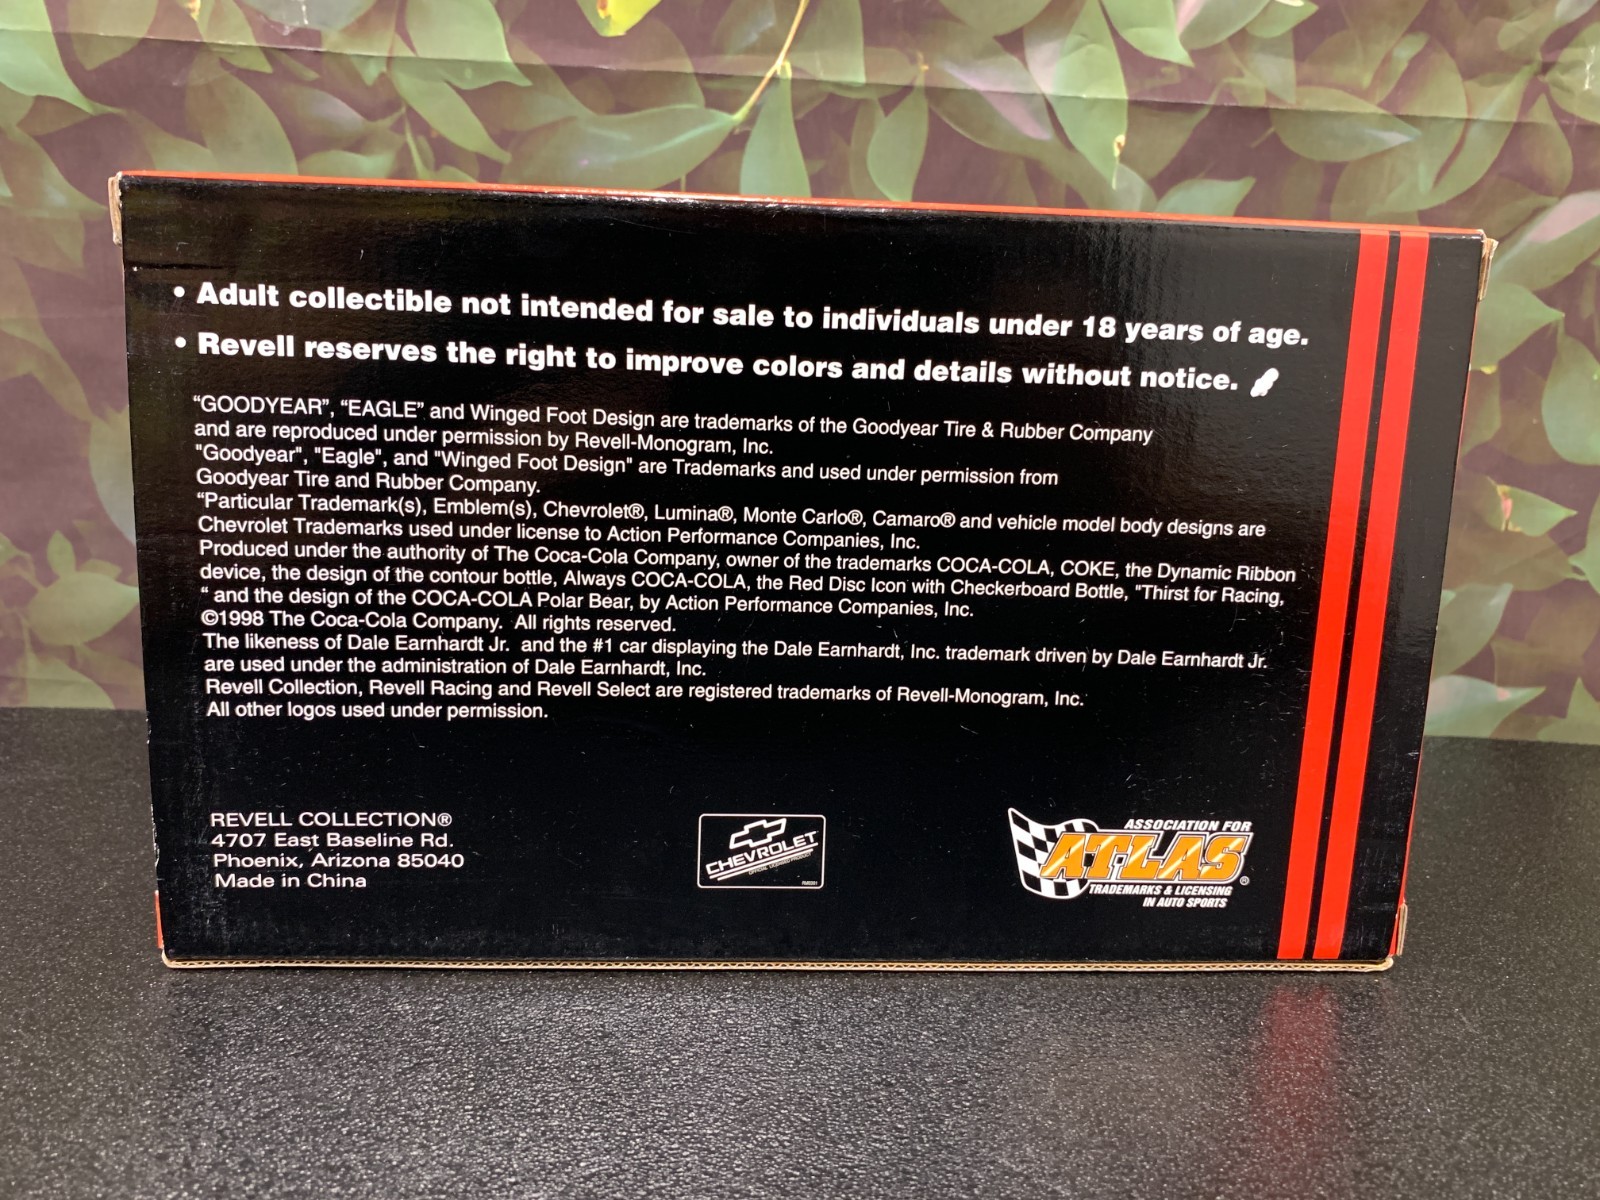 • Adult collectible not intended for sale to individuals under 18 years of age.
• Revell reserves the right to improve colors and details without notice.
“GOODYEAR”, “EAGLE” and Winged Foot Design are trademarks of the Goodyear Tire & Rubber Company
and are reproduced under permission by Revell-Monogram, Inc.
"Goodyear", "Eagle", and "Winged Foot Design" are Trademarks and used under permission from
Goodyear Tire and Rubber Company.
“Particular Trademark(s), Emblem(s), Chevrolet®, Lumina®, Monte Carlo®, Camaro® and vehicle model body designs are
Chevrolet Trademarks used under license to Action Performance Companies, Inc.
Produced under the authority of The Coca-Cola Company, owner of the trademarks COCA-COLA, COKE, the Dynamic Ribbon
device, the design of the contour bottle, Always COCA-COLA, the Red Disc Icon with Checkerboard Bottle, "Thirst for Racing,
“ and the design of the COCA-COLA Polar Bear, by Action Performance Companies, Inc.
©1998 The Coca-Cola Company. All rights reserved.
The likeness of Dale Earnhardt Jr. and the #1 car displaying the Dale Earnhardt, Inc. trademark driven by Dale Earnhardt Jr.
are used under the administration of Dale Earnhardt, Inc.
Revell Collection, Revell Racing and Revell Select are registered trademarks of Revell-Monogram, Inc.
All other logos used under permission.
REVELL COLLECTION®
4707 East Baseline Rd.
Phoenix, Arizona 85040
Made in China
CHEVROLET
ASSOCIATION FOR
ATLAS®
TRADEMARKS & LICENSING
IN AUTO SPORTS